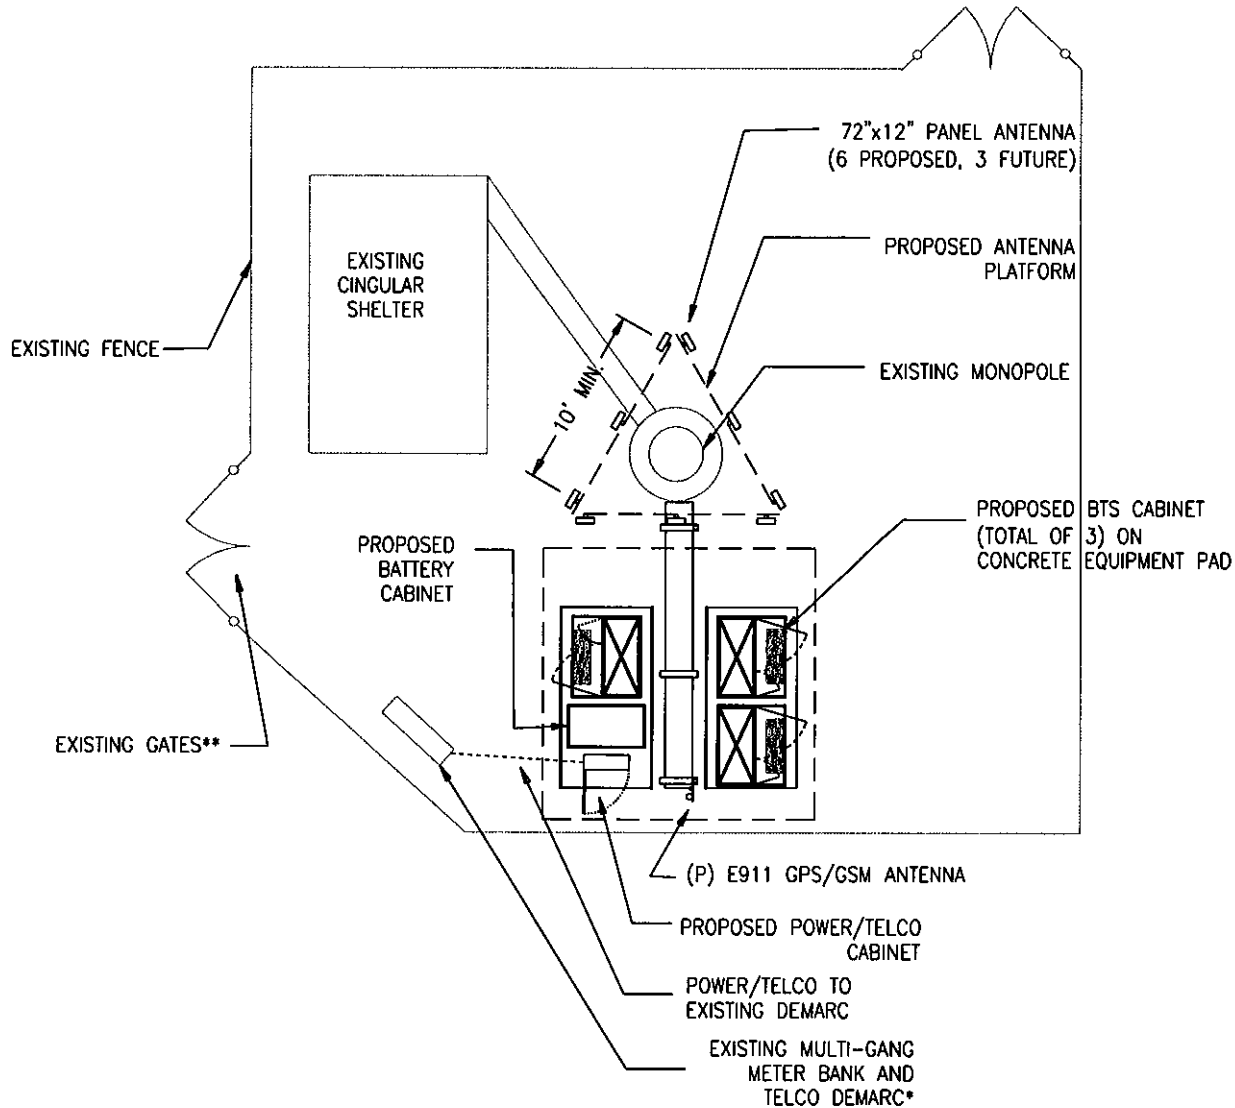 72"x12" PANEL ANTENNA
(6 PROPOSED, 3 FUTURE)
PROPOSED ANTENNA
PLATFORM
EXISTING
CINGULAR
SHELTER
EXISTING FENCE
10' MIN.
EXISTING MONOPOLE
PROPOSED BTS CABINET
(TOTAL OF 3) ON
CONCRETE EQUIPMENT PAD
PROPOSED
BATTERY
CABINET
EXISTING GATES**
(P) E911 GPS/GSM ANTENNA
PROPOSED POWER/TELCO
CABINET
POWER/TELCO TO
EXISTING DEMARC
EXISTING MULTI-GANG
METER BANK AND
TELCO DEMARC*